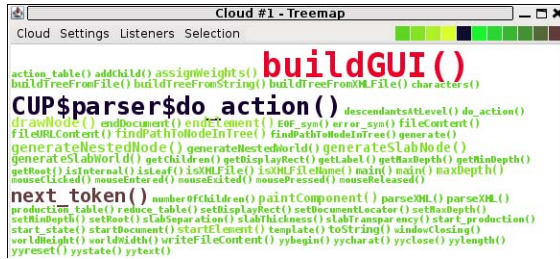 Cloud #1 - Treemap
Cloud Settings Listeners Selection
action_table() addChild() assignWeights() buildGUI()
buildTreeFromFile() buildTreeFromString() buildTreeFromXMLFile() characters()
CUP$parser$do_action() descendantsAtLevel() do_action()
drawNode() endDocument() endElement() EOF_sym() error_sym() fileContent()
fileURLContent() findPathToNodeInTree() findPathToNodeInTree() generate()
generateNestedNode() generateNestedWorld() generateSlabNode()
generateSlabWorld() getChildren() getDisplayRect() getLabel() getMaxDepth() getMinDepth()
getRoot() isInternal() isLeaf() isXMLFile() isXMLFileName() main() main() maxDepth()
mouseClicked() mouseEntered() mouseExited() mousePressed() mouseReleased()
next_token() numberOfChildren() paintComponent() parseXML() parseXML()
production_table() reduce_table() setDisplayRect() setDocumentLocator() setMaxDepth()
setMinDepth() setRoot() slabSeparation() slabThickness() slabTransparency() start_production()
start_state() startDocument() startElement() template() toString() windowClosing()
worldHeight() worldWidth() writeFileContent() yybegin() yycharat() yyclose() yylength()
yyreset() yystate() yytext()